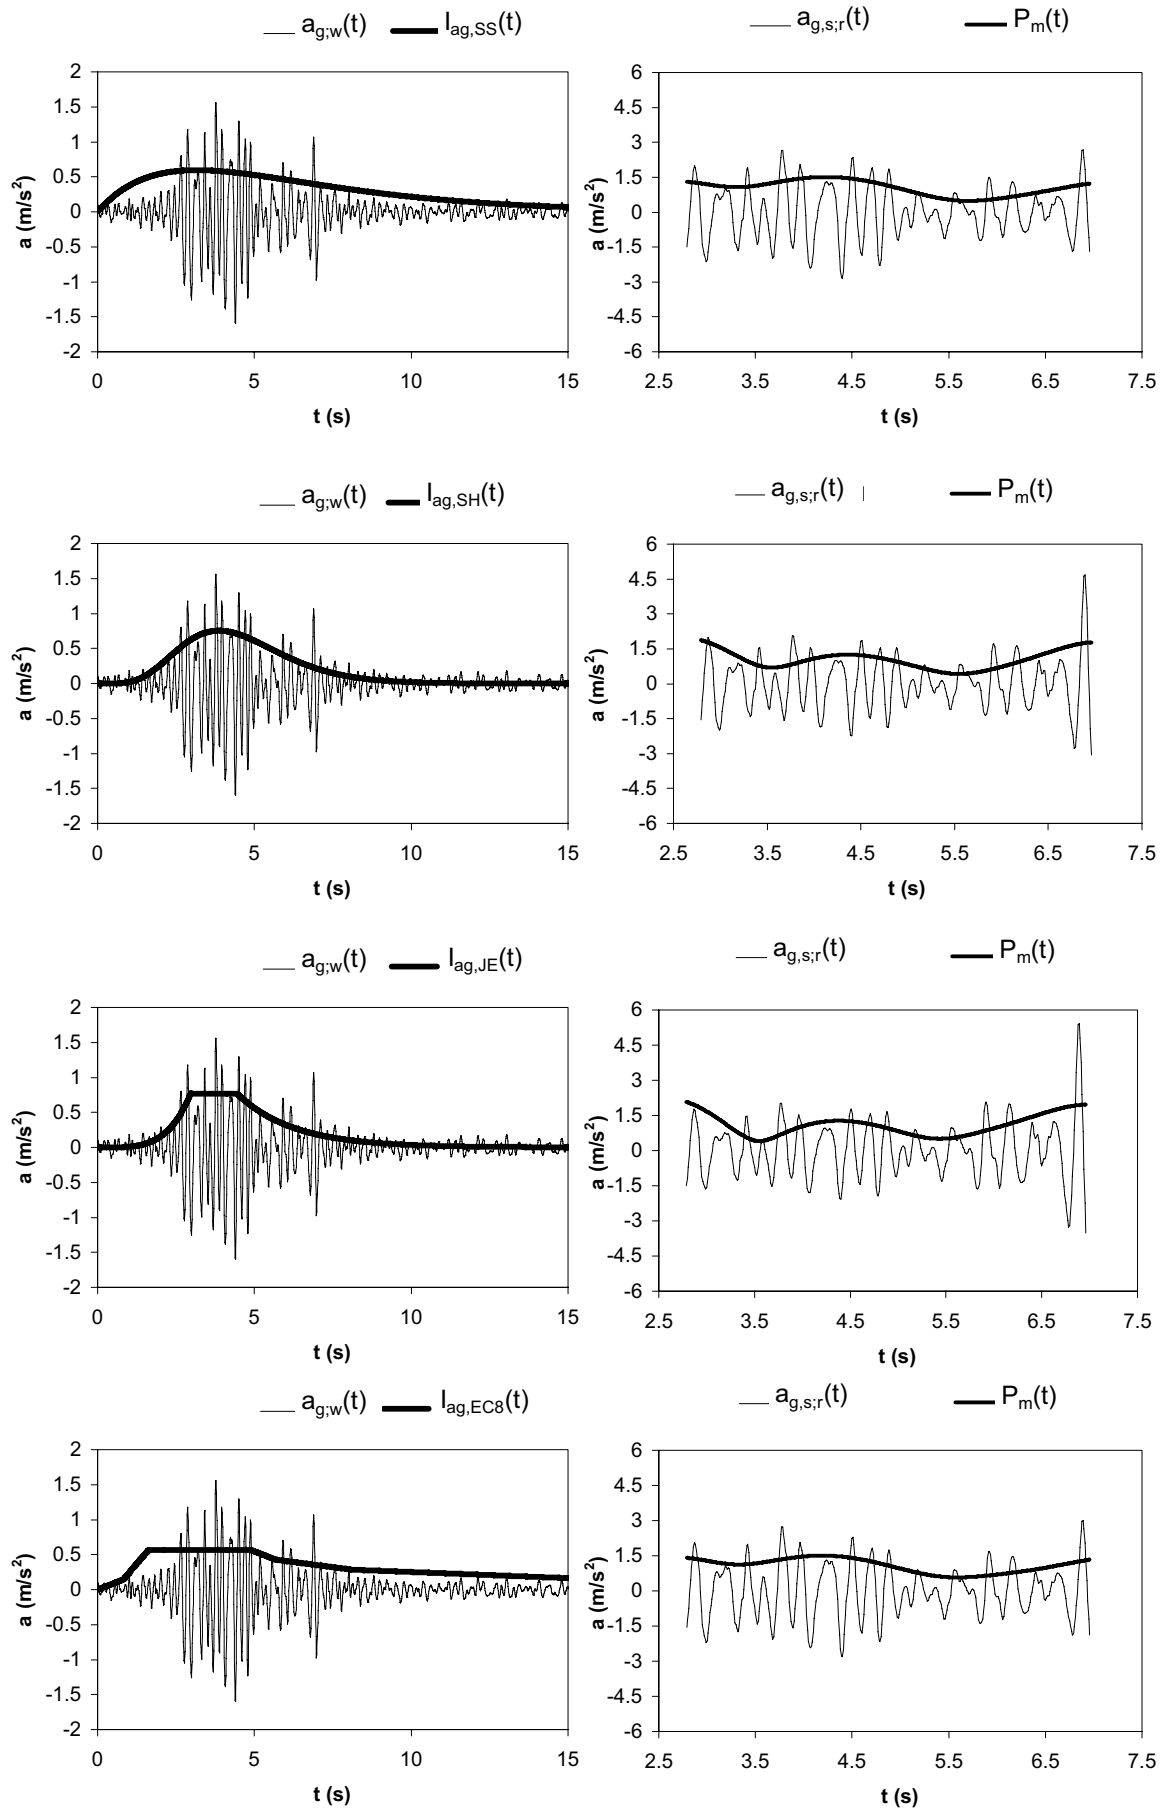 a_g;w(t) I_ag,SS(t)
2
1.5
1
0.5
0
-0.5
-1
-1.5
-2
a (m/s²)
0 5 10 15
t (s)
a_g,s;r(t) P_m(t)
6
4.5
3
1.5
0
-1.5
-3
-4.5
-6
a (m/s²)
2.5 3.5 4.5 5.5 6.5 7.5
t (s)
a_g;w(t) I_ag,SH(t)
2
1.5
1
0.5
0
-0.5
-1
-1.5
-2
a (m/s²)
0 5 10 15
t (s)
a_g,s;r(t) P_m(t)
6
4.5
3
1.5
0
-1.5
-3
-4.5
-6
a (m/s²)
2.5 3.5 4.5 5.5 6.5 7.5
t (s)
a_g;w(t) I_ag,JE(t)
2
1.5
1
0.5
0
-0.5
-1
-1.5
-2
a (m/s²)
0 5 10 15
t (s)
a_g,s;r(t) P_m(t)
6
4.5
3
1.5
0
-1.5
-3
-4.5
-6
a (m/s²)
2.5 3.5 4.5 5.5 6.5 7.5
t (s)
a_g;w(t) I_ag,EC8(t)
2
1.5
1
0.5
0
-0.5
-1
-1.5
-2
a (m/s²)
0 5 10 15
t (s)
a_g,s;r(t) P_m(t)
6
4.5
3
1.5
0
-1.5
-3
-4.5
-6
a (m/s²)
2.5 3.5 4.5 5.5 6.5 7.5
t (s)